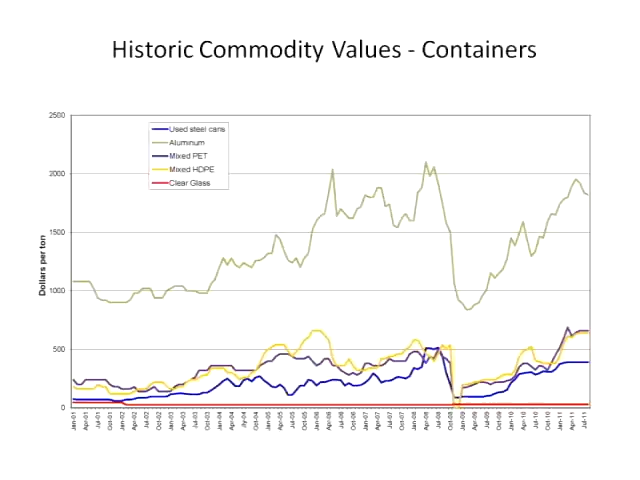 Historic Commodity Values - Containers
2500
2000
1500
1000
500
0
Dollars per ton
Used steel cans
Aluminum
Mixed PET
Mixed HDPE
Clear Glass
Jan-01
Apr-01
Jul-01
Oct-01
Jan-02
Apr-02
Jul-02
Oct-02
Jan-03
Apr-03
Jul-03
Oct-03
Jan-04
Apr-04
Jul-04
Oct-04
Jan-05
Apr-05
Jul-05
Oct-05
Jan-06
Apr-06
Jul-06
Oct-06
Jan-07
Apr-07
Jul-07
Oct-07
Jan-08
Apr-08
Jul-08
Oct-08
Jan-09
Apr-09
Jul-09
Oct-09
Jan-10
Apr-10
Jul-10
Oct-10
Jan-11
Apr-11
Jul-11